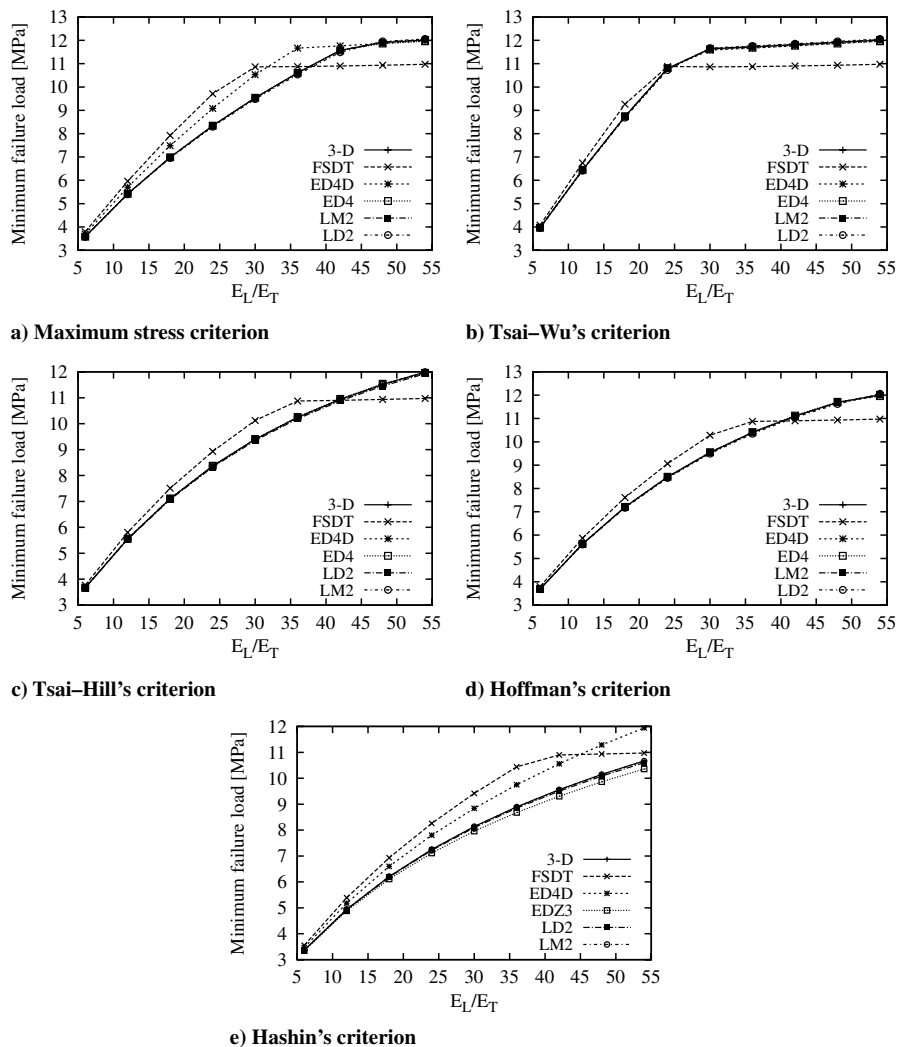 Minimum failure load [MPa]
13
12
11
10
9
8
7
6
5
4
3
3-D
FSDT
ED4D
ED4
LM2
LD2
5 10 15 20 25 30 35 40 45 50 55
E_L/E_T
a) Maximum stress criterion
Minimum failure load [MPa]
13
12
11
10
9
8
7
6
5
4
3
3-D
FSDT
ED4D
ED4
LM2
LD2
5 10 15 20 25 30 35 40 45 50 55
E_L/E_T
b) Tsai–Wu's criterion
Minimum failure load [MPa]
12
11
10
9
8
7
6
5
4
3
3-D
FSDT
ED4D
ED4
LD2
LM2
5 10 15 20 25 30 35 40 45 50 55
E_L/E_T
c) Tsai–Hill's criterion
Minimum failure load [MPa]
13
12
11
10
9
8
7
6
5
4
3
3-D
FSDT
ED4D
ED4
LM2
LD2
5 10 15 20 25 30 35 40 45 50 55
E_L/E_T
d) Hoffman's criterion
Minimum failure load [MPa]
12
11
10
9
8
7
6
5
4
3
3-D
FSDT
ED4D
EDZ3
LD2
LM2
5 10 15 20 25 30 35 40 45 50 55
E_L/E_T
e) Hashin's criterion